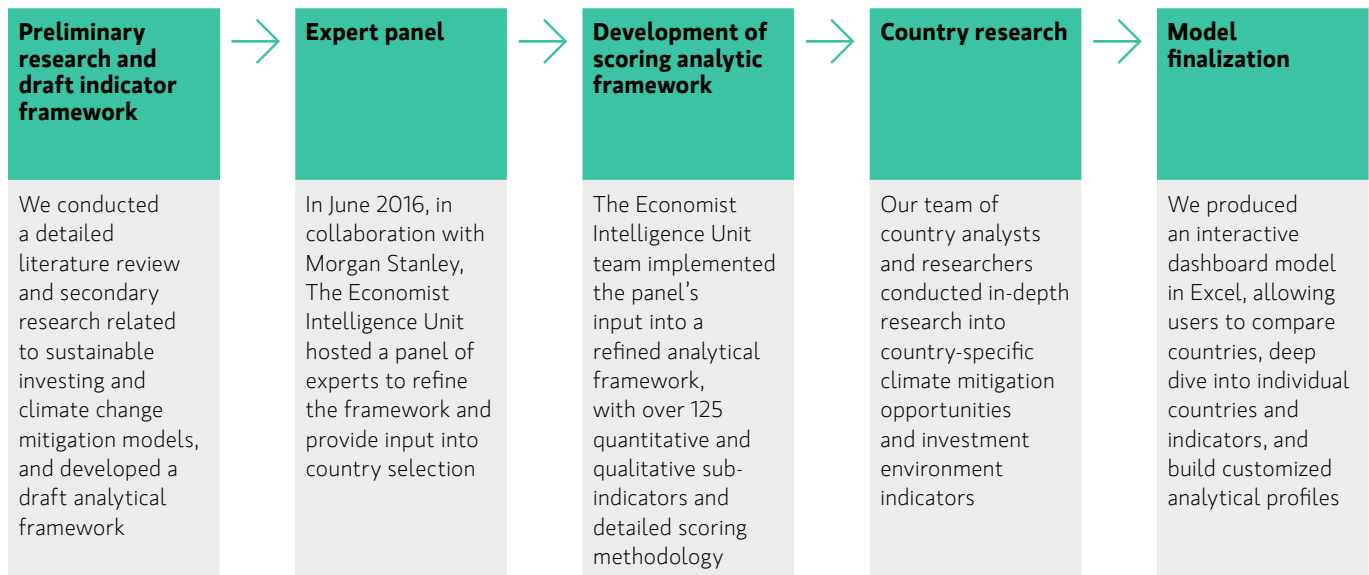 Preliminary
research and
draft indicator
framework
We conducted
a detailed
literature review
and secondary
research related
to sustainable
investing and
climate change
mitigation models,
and developed a
draft analytical
framework
Expert panel
In June 2016, in
collaboration with
Morgan Stanley,
The Economist
Intelligence Unit
hosted a panel of
experts to refine
the framework and
provide input into
country selection
Development of
scoring analytic
framework
The Economist
Intelligence Unit
team implemented
the panel's
input into a
refined analytical
framework,
with over 125
quantitative and
qualitative sub-
indicators and
detailed scoring
methodology
Country research
Our team of
country analysts
and researchers
conducted in-depth
research into
country-specific
climate mitigation
opportunities
and investment
environment
indicators
Model
finalization
We produced
an interactive
dashboard model
in Excel, allowing
users to compare
countries, deep
dive into individual
countries and
indicators, and
build customized
analytical profiles